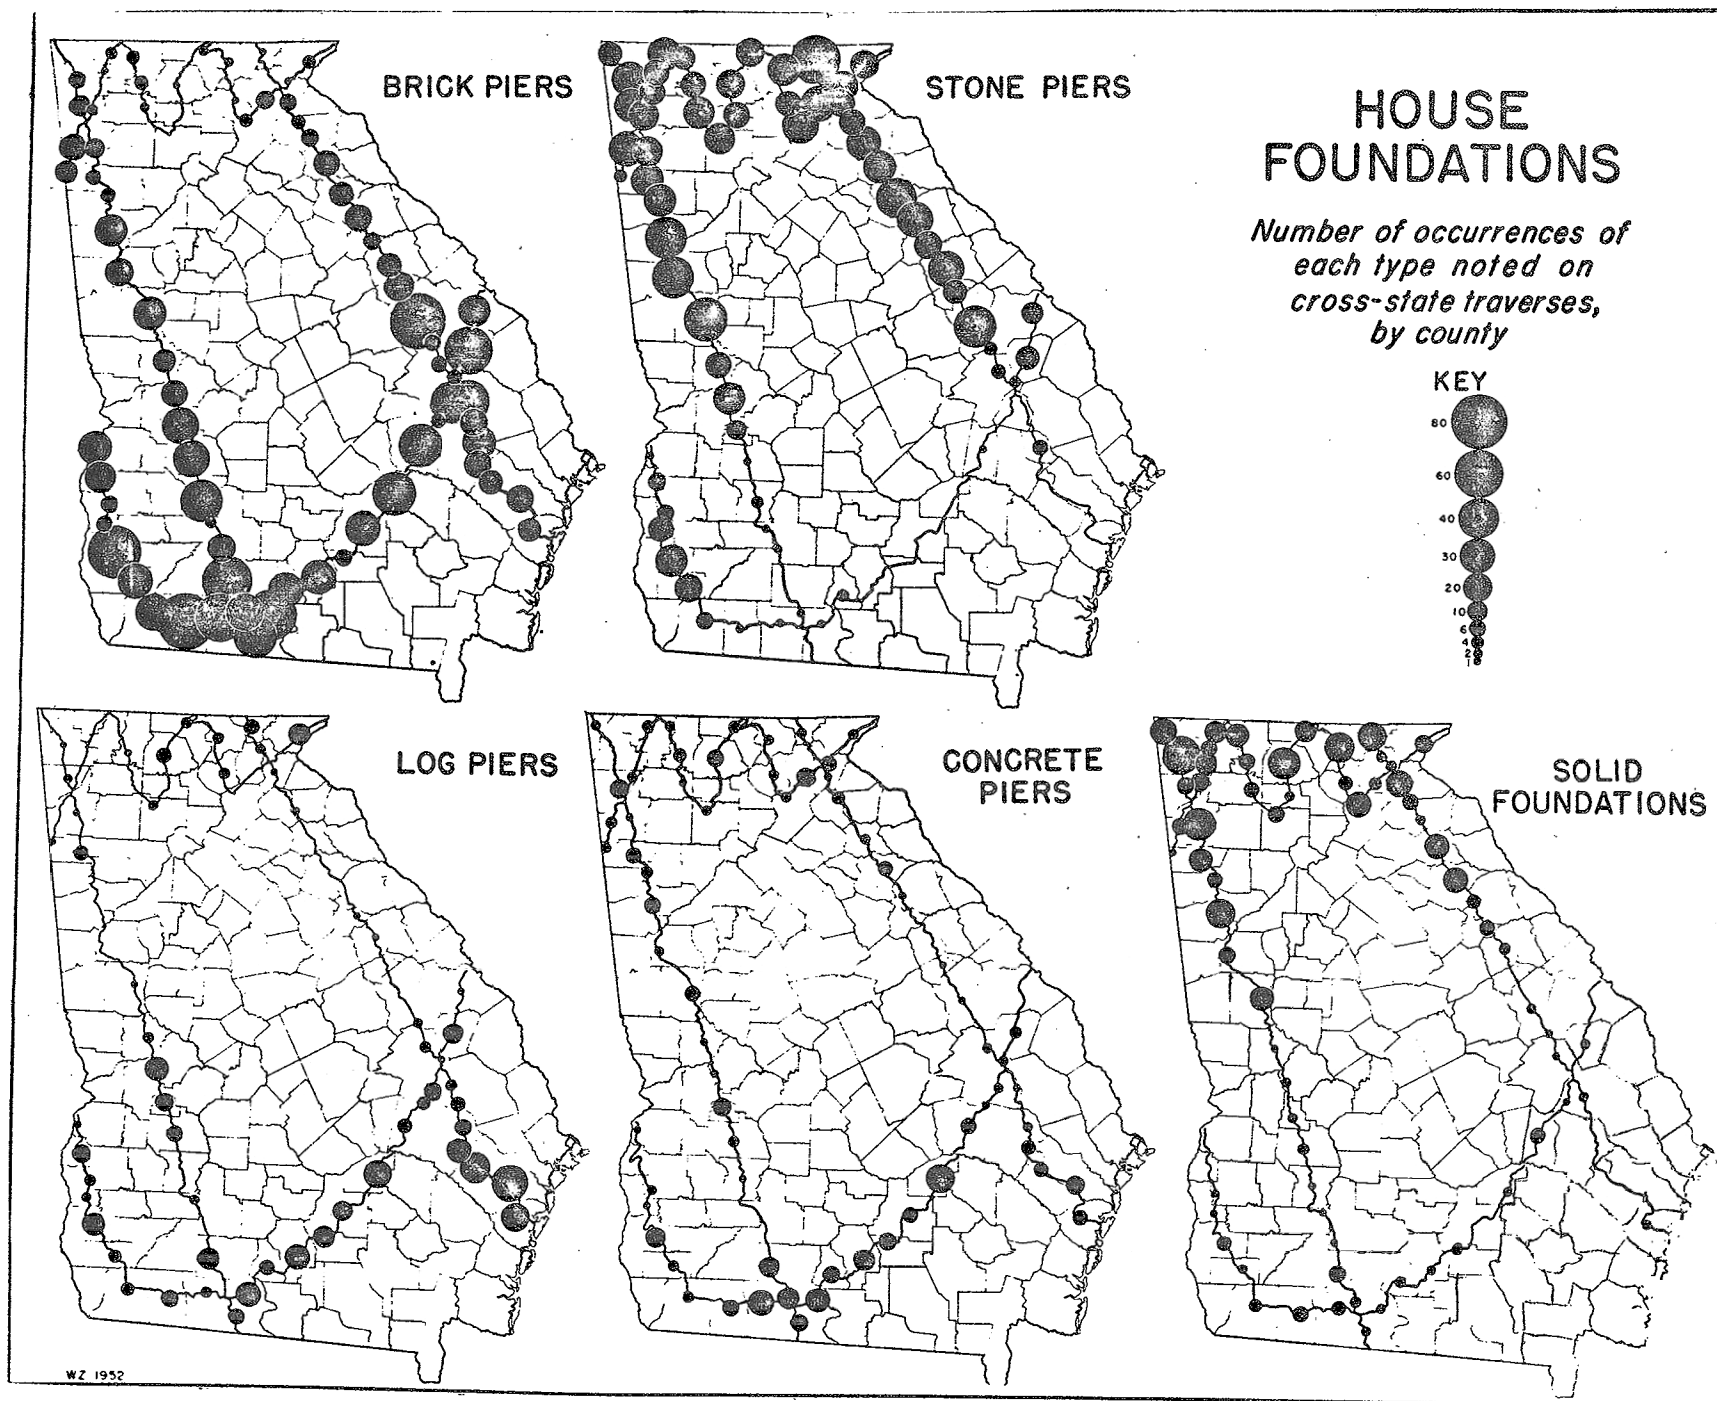 BRICK PIERS
STONE PIERS
HOUSE
FOUNDATIONS
Number of occurrences of
each type noted on
cross-state traverses,
by county
KEY
80
60
40
30
20
10
6
4
2
1
LOG PIERS
CONCRETE
PIERS
SOLID
FOUNDATIONS
WZ 1952